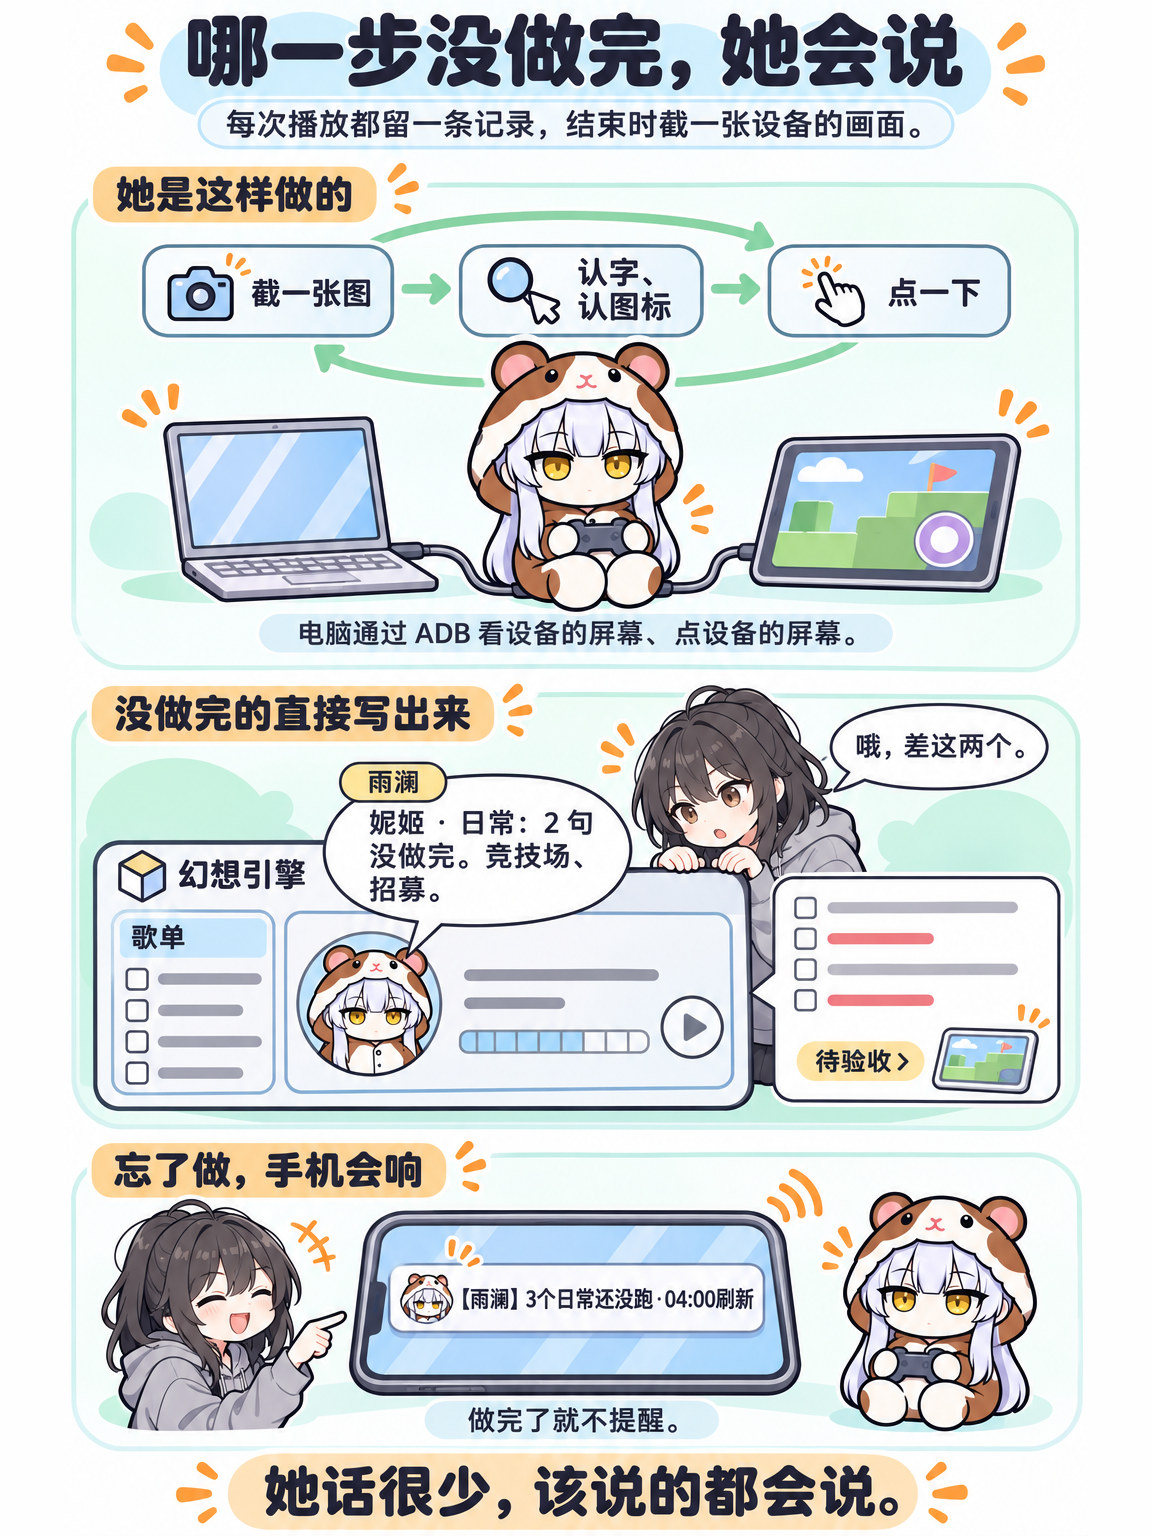 哪一步没做完，她会说
每次播放都留一条记录，结束时截一张设备的画面。
她是这样做的
截一张图
认字、
认图标
点一下
电脑通过 ADB 看设备的屏幕、点设备的屏幕。
没做完的直接写出来
哦，差这两个。
雨澜
妮姬 · 日常：2 句
没做完。竞技场、
招募。
幻想引擎
歌单
待验收 >
忘了做，手机会响
【雨澜】3个日常还没跑 · 04:00刷新
做完了就不提醒。
她话很少，该说的都会说。